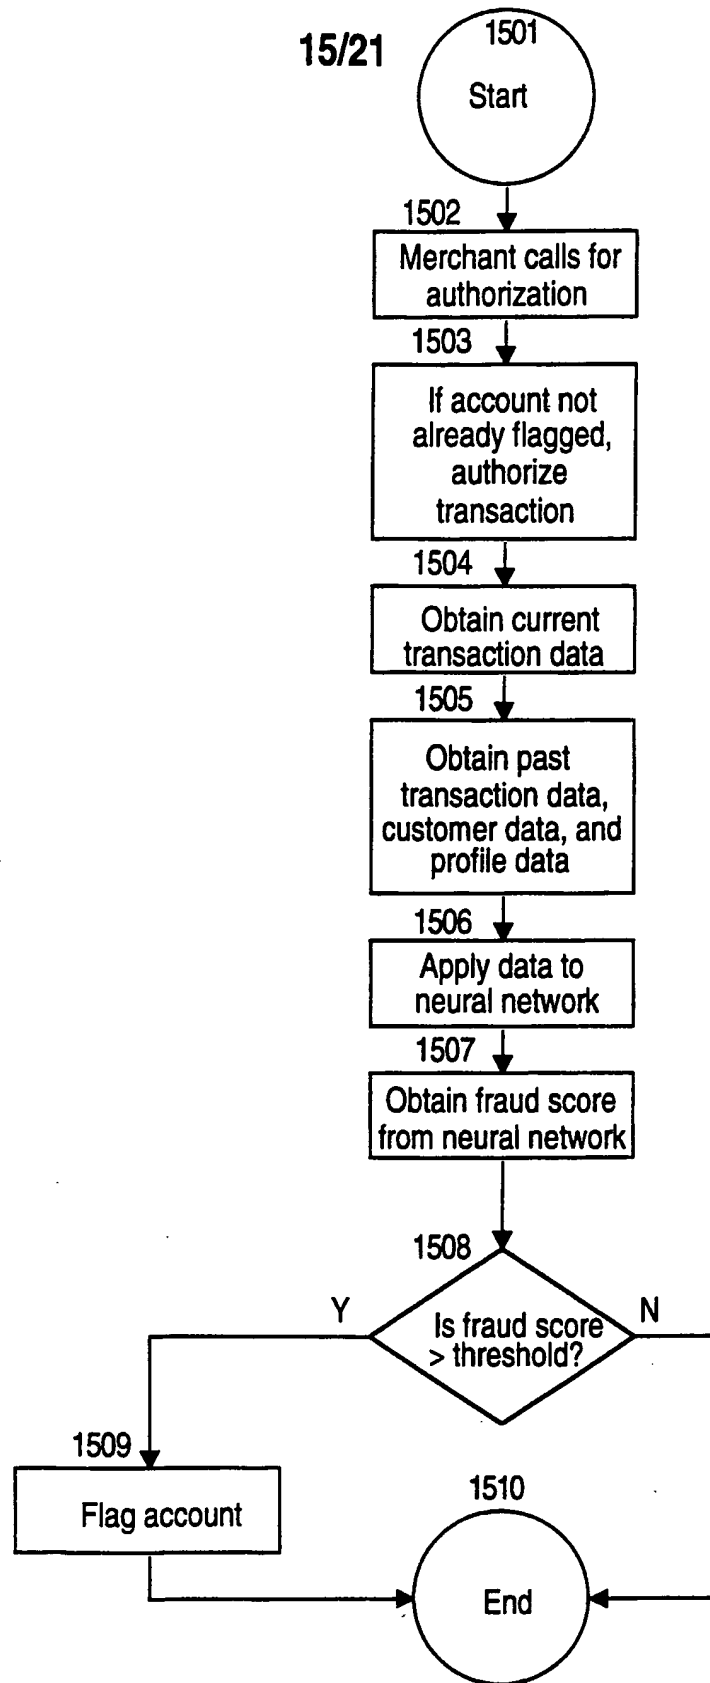 15/21
1501
Start
1502
Merchant calls for
authorization
1503
If account not
already flagged,
authorize
transaction
1504
Obtain current
transaction data
1505
Obtain past
transaction data,
customer data, and
profile data
1506
Apply data to
neural network
1507
Obtain fraud score
from neural network
1508
Y
N
Is fraud score
> threshold?
1509
Flag account
1510
End